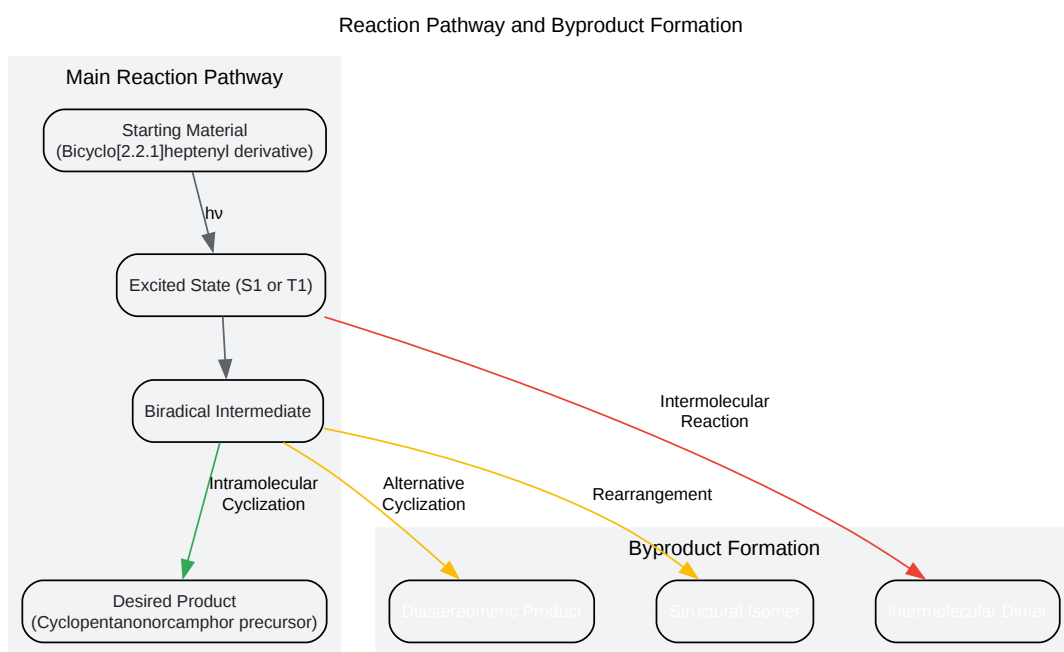 Reaction Pathway and Byproduct Formation
Main Reaction Pathway
Starting Material
(Bicyclo[2.2.1]heptenyl derivative)
hν
Excited State (S1 or T1)
Biradical Intermediate
Intermolecular
Reaction
Intramolecular
Cyclization
Alternative
Cyclization
Rearrangement
Byproduct Formation
Desired Product
(Cyclopentanonorcamphor precursor)
Diastereomeric Product
Structural Isomer
Intermolecular Dimer